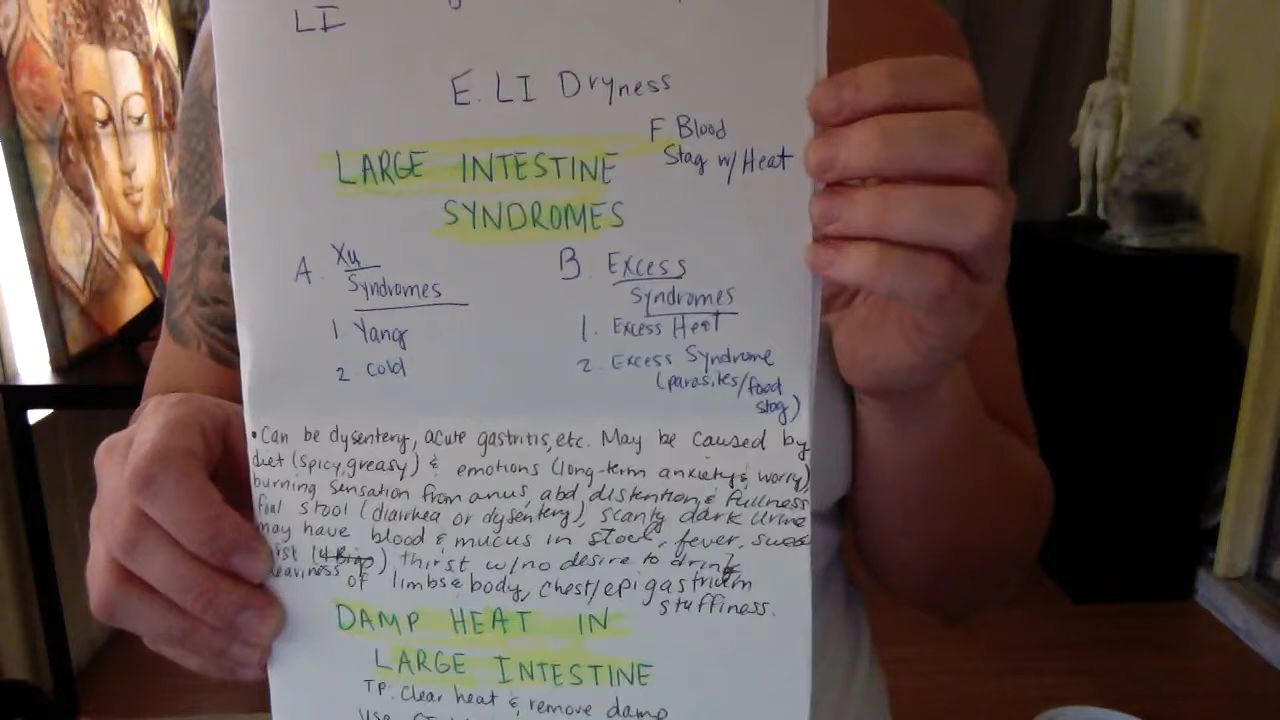 LI
E. LI Dryness
F Blood
Stag w/ Heat
LARGE INTESTINE
SYNDROMES
A. Xu
Syndromes
1. Yang
2 Cold
B. Excess
Syndromes
1. Excess Heat
2. Excess Syndrome
(parasites/food
stag)
• Can be dysentery, acute gastritis, etc. May be caused by
diet (spicy, greasy) & emotions (long-term anxiety & worry),
burning sensation from anus, abd distention & fullness
foul stool (diarrhea or dysentery), scanty dark urine
may have blood & mucus in stool, fever,
) thirst w/no desire to drink,
heaviness of limbs & body, chest/epigastrium
stuffiness.
DAMP HEAT IN
LARGE INTESTINE
TP: Clear heat & remove damp